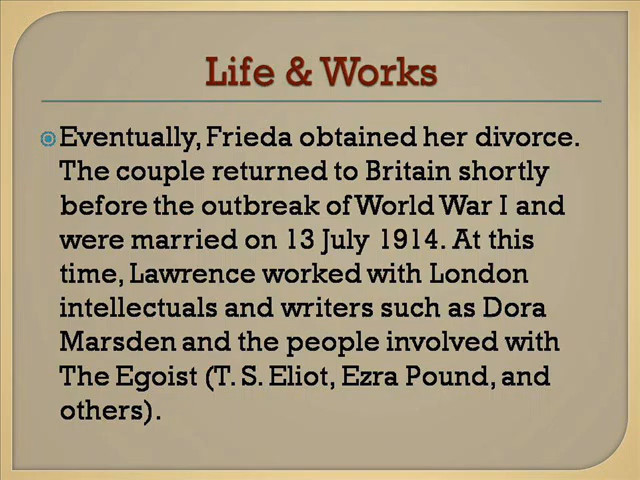 Life & Works
Eventually, Frieda obtained her divorce.
The couple returned to Britain shortly
before the outbreak of World War I and
were married on 13 July 1914. At this
time, Lawrence worked with London
intellectuals and writers such as Dora
Marsden and the people involved with
The Egoist (T. S. Eliot, Ezra Pound, and
others).